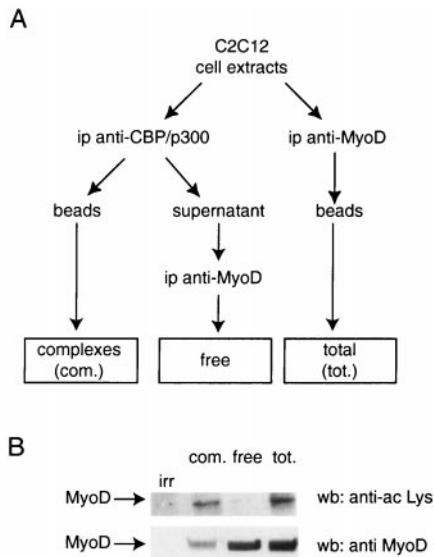 A
C2C12
cell extracts
ip anti-CBP/p300
ip anti-MyoD
beads
supernatant
beads
ip anti-MyoD
complexes
(com.)
free
total
(tot.)
B
irr
com. free tot.
MyoD
wb: anti-ac Lys
MyoD
wb: anti MyoD